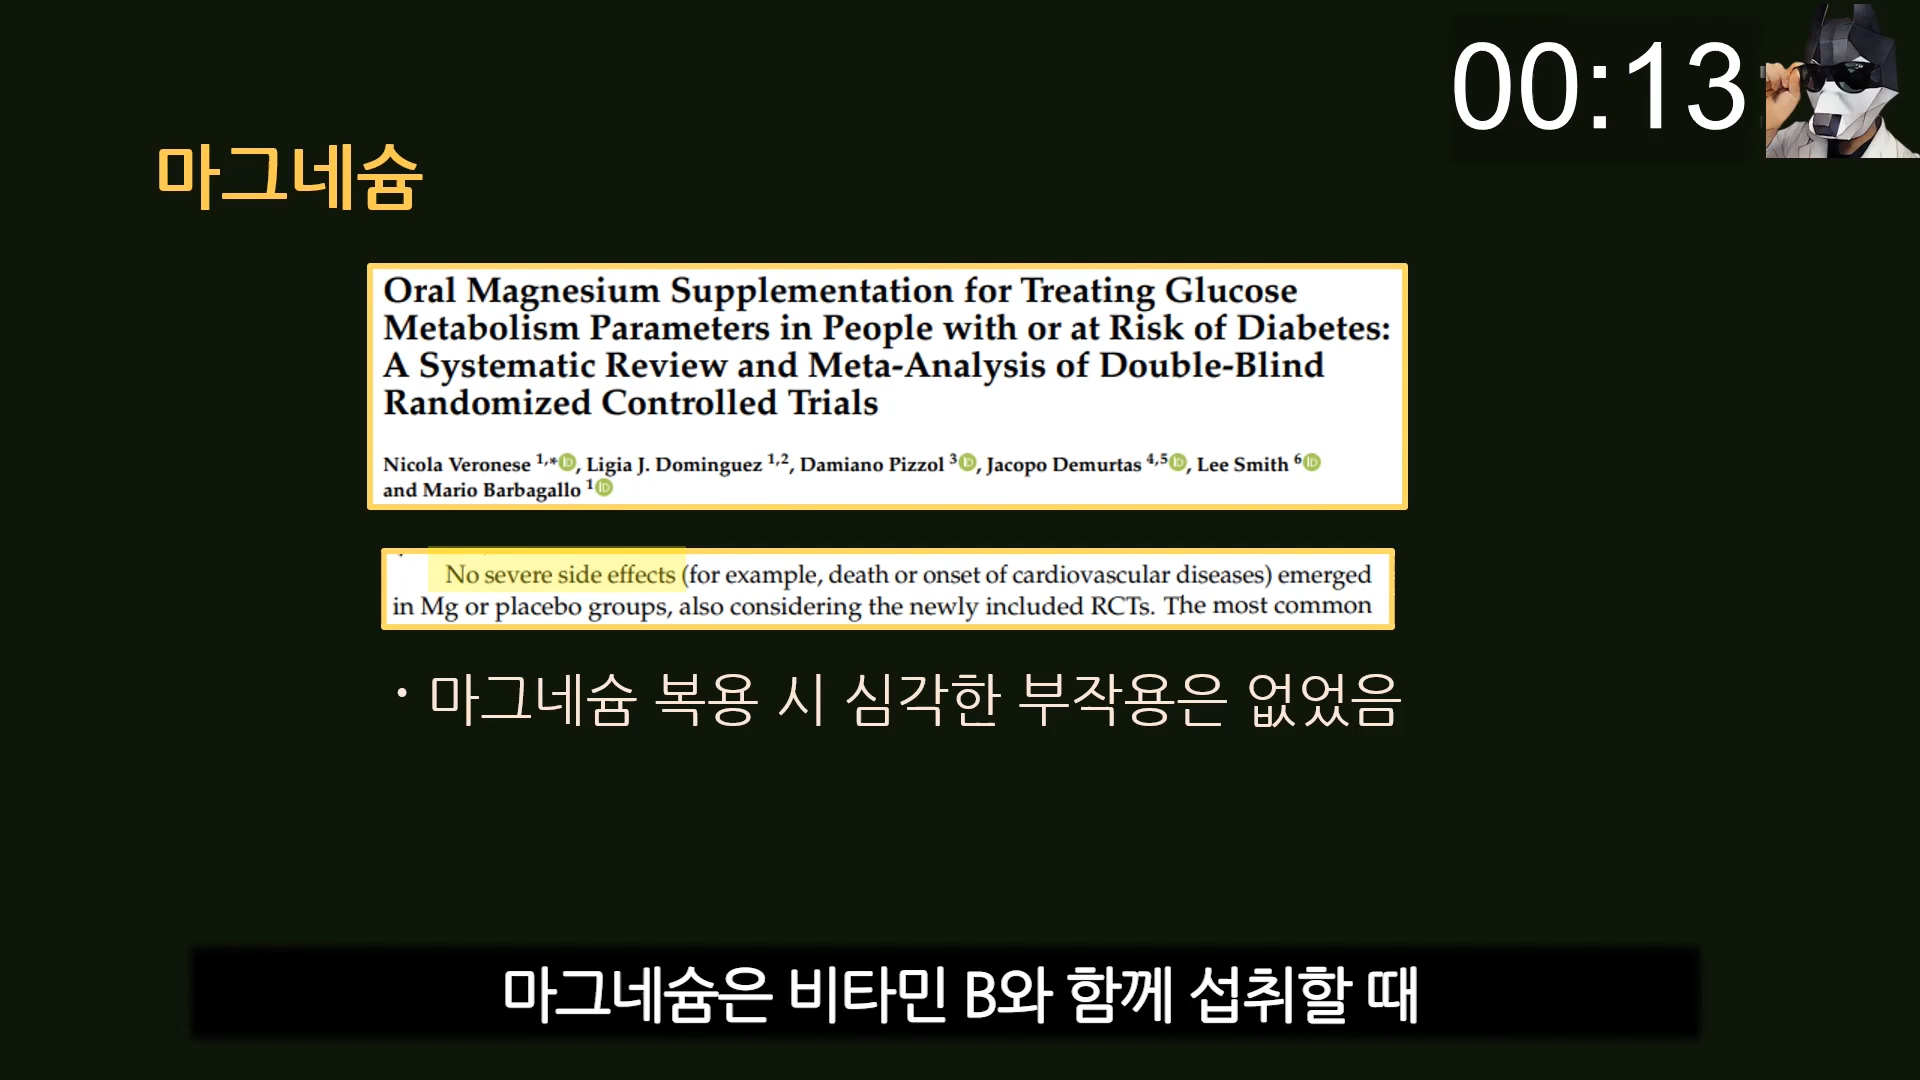 00:13
마그네슘
Oral Magnesium Supplementation for Treating Glucose
Metabolism Parameters in People with or at Risk of Diabetes:
A Systematic Review and Meta-Analysis of Double-Blind
Randomized Controlled Trials
Nicola Veronese 1,* iD, Ligia J. Dominguez 1,2, Damiano Pizzol 3 iD, Jacopo Demurtas 4,5 iD, Lee Smith 6 iD
and Mario Barbagallo 1 iD
No severe side effects (for example, death or onset of cardiovascular diseases) emerged
in Mg or placebo groups, also considering the newly included RCTs. The most common
· 마그네슘 복용 시 심각한 부작용은 없었음
마그네슘은 비타민 B와 함께 섭취할 때